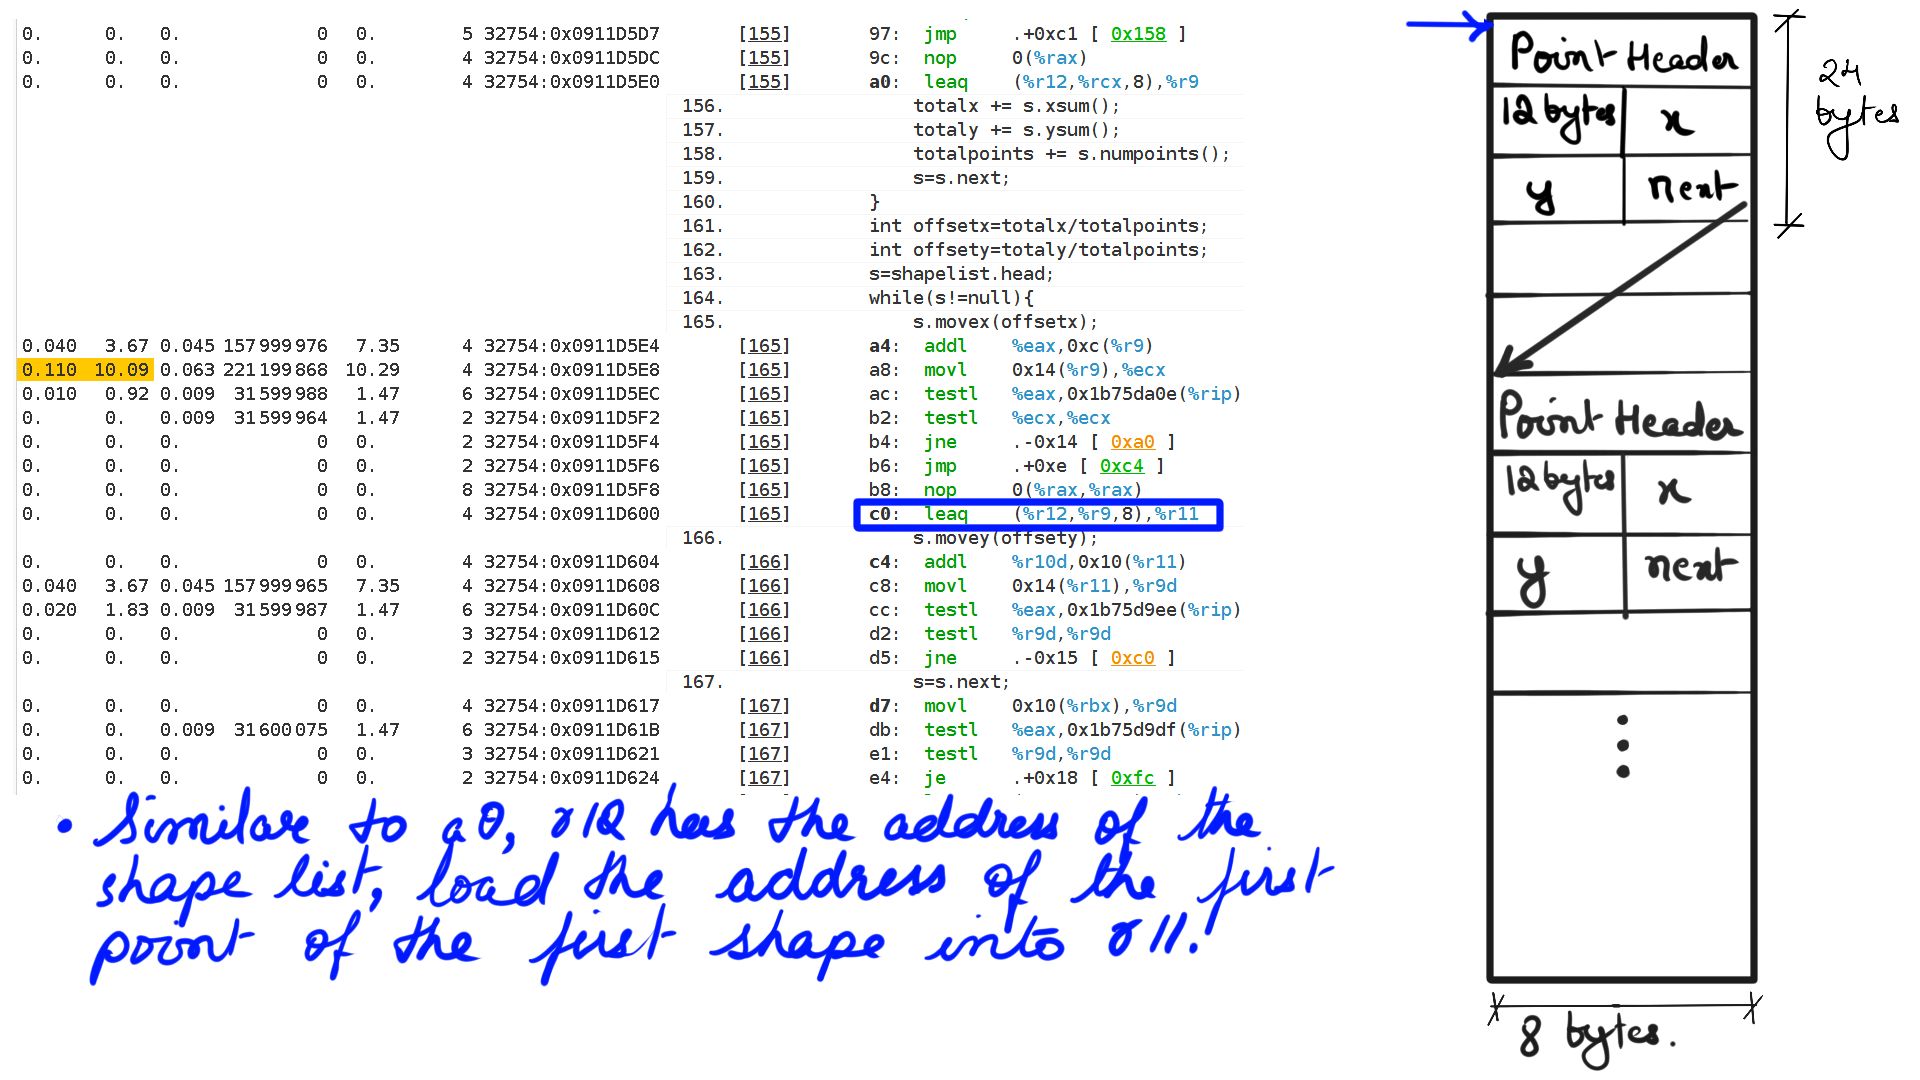 0. 0. 0. 0 0. 5 32754:0x0911D5D7 [155] 97: jmp .+0xc1 [ 0x158 ]
0. 0. 0. 0 0. 4 32754:0x0911D5DC [155] 9c: nop 0(%rax)
0. 0. 0. 0 0. 4 32754:0x0911D5E0 [155] a0: leaq (%r12,%rcx,8),%r9
156. totalx += s.xsum();
157. totaly += s.ysum();
158. totalpoints += s.numpoints();
159. s=s.next;
160. }
161. int offsetx=totalx/totalpoints;
162. int offsety=totaly/totalpoints;
163. s=shapelist.head;
164. while(s!=null){
165. s.movex(offsetx);
0.040 3.67 0.045 157999976 7.35 4 32754:0x0911D5E4 [165] a4: addl %eax,0xc(%r9)
0.110 10.09 0.063 221199868 10.29 4 32754:0x0911D5E8 [165] a8: movl 0x14(%r9),%ecx
0.010 0.92 0.009 31599988 1.47 6 32754:0x0911D5EC [165] ac: testl %eax,0x1b75da0e(%rip)
0. 0. 0.009 31599964 1.47 2 32754:0x0911D5F2 [165] b2: testl %ecx,%ecx
0. 0. 0. 0 0. 2 32754:0x0911D5F4 [165] b4: jne .-0x14 [ 0xa0 ]
0. 0. 0. 0 0. 2 32754:0x0911D5F6 [165] b6: jmp .+0xe [ 0xc4 ]
0. 0. 0. 0 0. 8 32754:0x0911D5F8 [165] b8: nop 0(%rax,%rax)
0. 0. 0. 0 0. 4 32754:0x0911D600 [165] c0: leaq (%r12,%r9,8),%r11
166. s.movey(offsety);
0. 0. 0. 0 0. 4 32754:0x0911D604 [166] c4: addl %r10d,0x10(%r11)
0.040 3.67 0.045 157999965 7.35 4 32754:0x0911D608 [166] c8: movl 0x14(%r11),%r9d
0.020 1.83 0.009 31599987 1.47 6 32754:0x0911D60C [166] cc: testl %eax,0x1b75d9ee(%rip)
0. 0. 0. 0 0. 3 32754:0x0911D612 [166] d2: testl %r9d,%r9d
0. 0. 0. 0 0. 2 32754:0x0911D615 [166] d5: jne .-0x15 [ 0xc0 ]
167. s=s.next;
0. 0. 0. 0 0. 4 32754:0x0911D617 [167] d7: movl 0x10(%rbx),%r9d
0. 0. 0.009 31600075 1.47 6 32754:0x0911D61B [167] db: testl %eax,0x1b75d9df(%rip)
0. 0. 0. 0 0. 3 32754:0x0911D621 [167] e1: testl %r9d,%r9d
0. 0. 0. 0 0. 2 32754:0x0911D624 [167] e4: je .+0x18 [ 0xfc ]
• Similar to a0, r12 has the address of the
shape list, load the address of the first
point of the first shape into r11.
Point Header
12 bytes x
y next
24
bytes
Point Header
12 bytes x
y next
8 bytes.